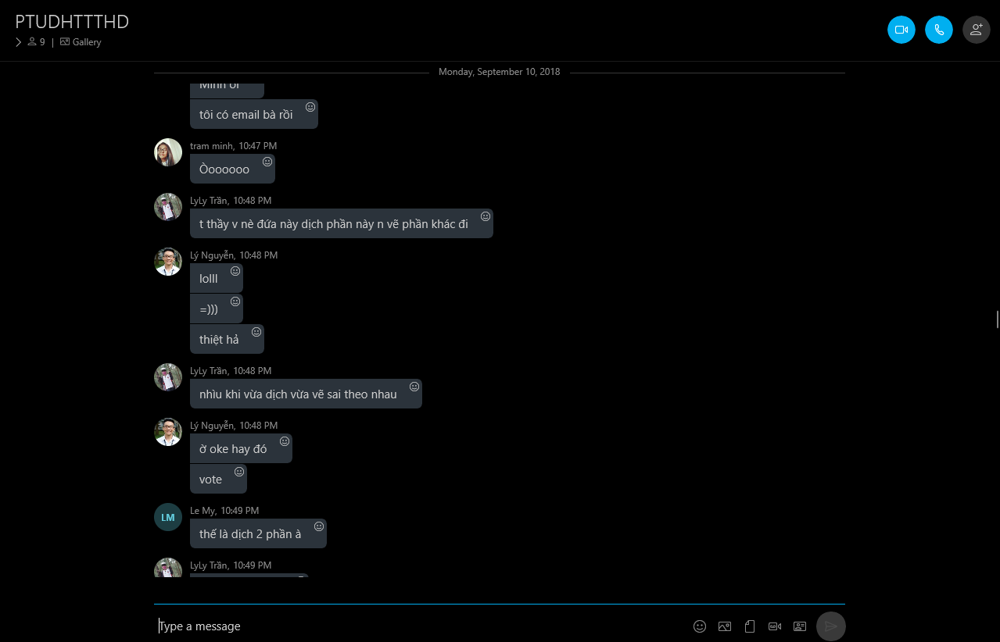 PTUDHTTTHD
9 | Gallery
Monday, September 10, 2018
Minh ơi
tôi có email bà rồi
tram minh, 10:47 PM
Òoooooo
LyLy Trần, 10:48 PM
t thầy v nè đứa này dịch phần này n vẽ phần khác đi
Lý Nguyễn, 10:48 PM
lolll
=)))
thiệt hả
LyLy Trần, 10:48 PM
nhìu khi vừa dịch vừa vẽ sai theo nhau
Lý Nguyễn, 10:48 PM
ờ oke hay đó
vote
LM
Le My, 10:49 PM
thế là dịch 2 phần à
LyLy Trần, 10:49 PM
Type a message